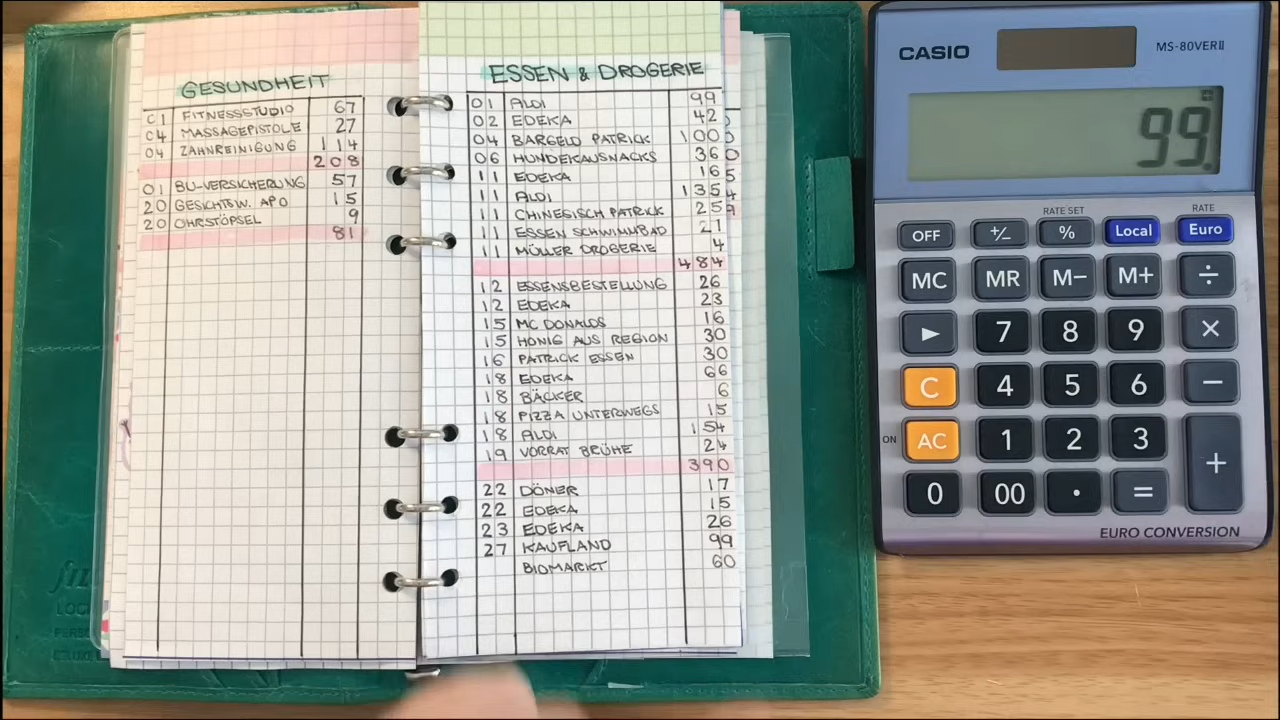 GESUNDHEIT
01 FITNESSSTUDIO 67
04 MASSAGEPISTOLE 27
04 ZAHNREINIGUNG 114
208
01 BU-VERSICHERUNG 57
20 GESICHTSW. APO 15
20 OHRSTÖPSEL 9
81
ESSEN & DROGERIE
01 ALDI 99
02 EDEKA 42
04 BARGELD PATRICK 100
06 HUNDEKAUSNACKS 36
11 EDEKA 16
11 ALDI 135
11 CHINESISCH PATRICK 25
11 ESSEN SCHWIMMBAD 27
11 MÜLLER DROGERIE 4
484
12 ESSENSBESTELLUNG 26
12 EDEKA 23
15 MC DONALDS 16
15 HONIG AUS REGION 30
16 PATRICK ESSEN 30
18 EDEKA 66
18 BÄCKER 6
18 PIZZA UNTERWEGS 15
18 ALDI 154
19 VORRAT BRÜHE 24
390
22 DÖNER 17
22 EDEKA 15
23 EDEKA 26
27 KAUFLAND 99
BIOMARKT 60
CASIO MS-80VERII
99.
RATE SET RATE
OFF +/- % Local Euro
MC MR M− M+ ÷
▶ 7 8 9 ×
C 4 5 6 −
ON AC 1 2 3 +
0 00 · =
EURO CONVERSION